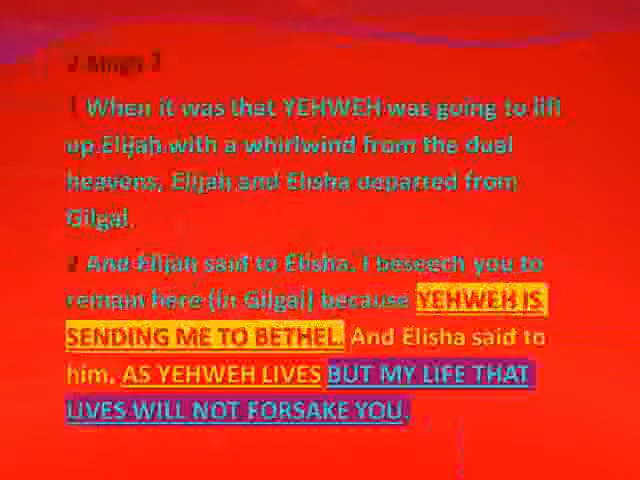 2 Kings 2
1 When it was that YEHWEH was going to lift
up Elijah with a whirlwind from the dual
heavens, Elijah and Elisha departed from
Gilgal.
2 And Elijah said to Elisha. I beseech you to
remain here (in Gilgal) because YEHWEH IS
SENDING ME TO BETHEL. And Elisha said to
him. AS YEHWEH LIVES BUT MY LIFE THAT
LIVES WILL NOT FORSAKE YOU.